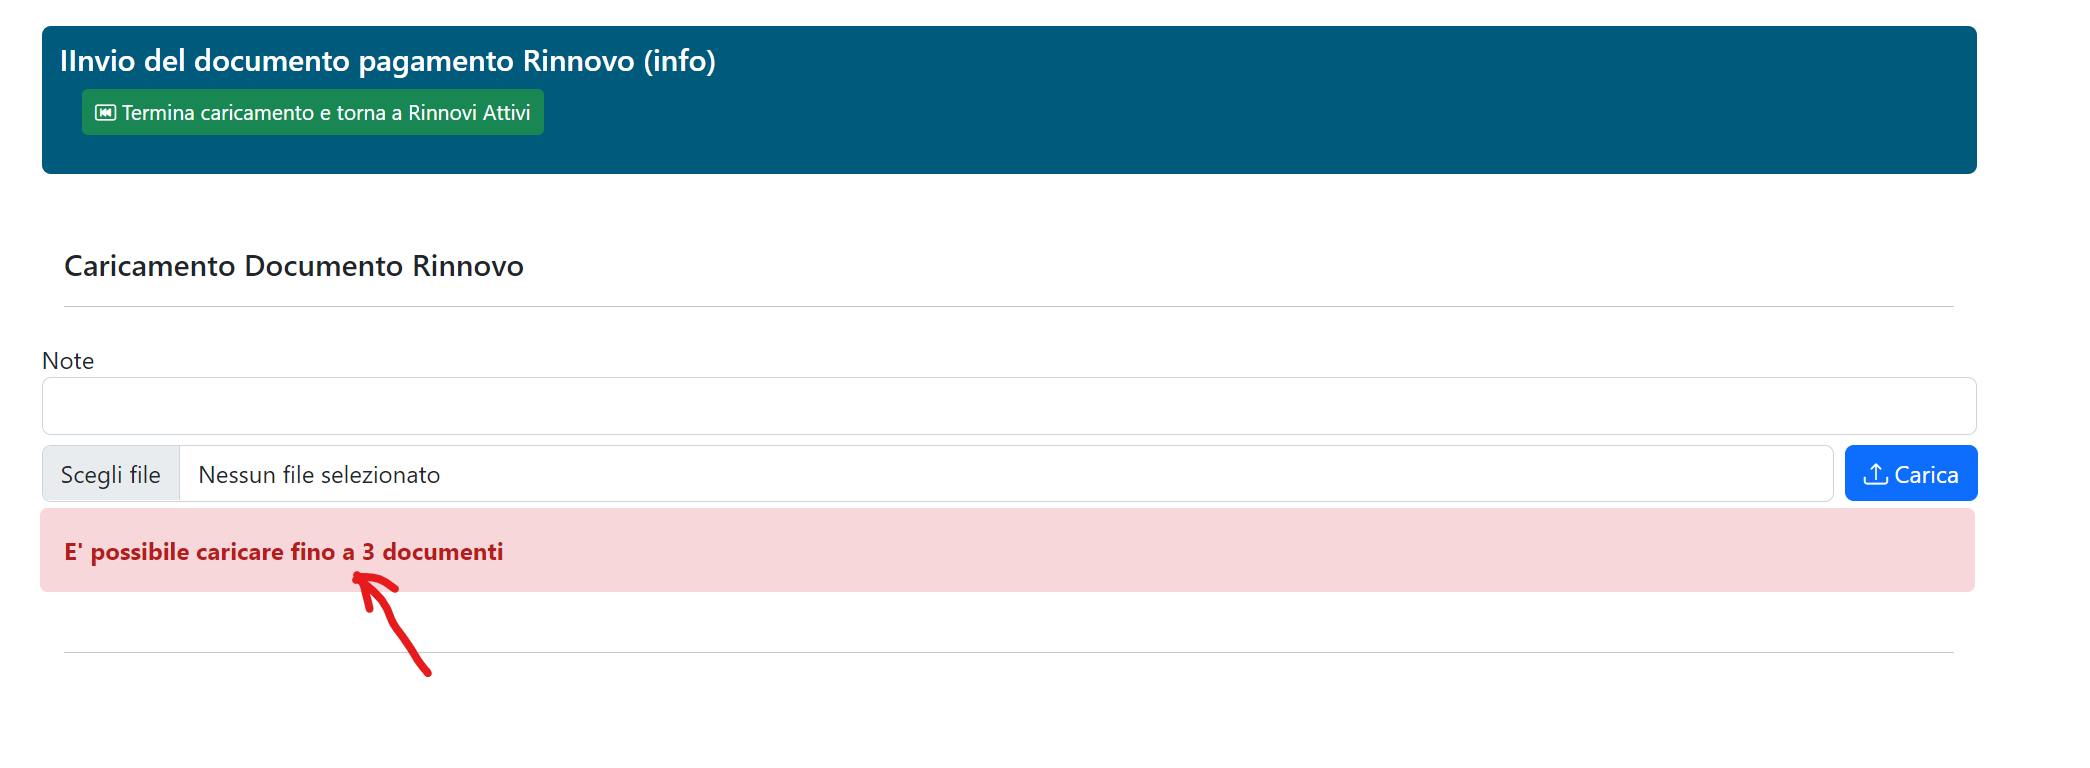 IInvio del documento pagamento Rinnovo (info)
Termina caricamento e torna a Rinnovi Attivi
Caricamento Documento Rinnovo
Note
Scegli file Nessun file selezionato Carica
E' possibile caricare fino a 3 documenti